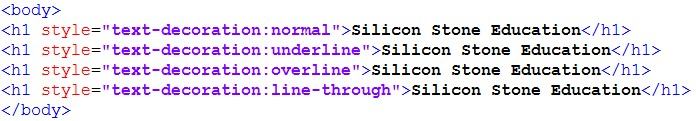 <body>
<h1 style="text-decoration:normal">Silicon Stone Education</h1>
<h1 style="text-decoration:underline">Silicon Stone Education</h1>
<h1 style="text-decoration:overline">Silicon Stone Education</h1>
<h1 style="text-decoration:line-through">Silicon Stone Education</h1>
</body>